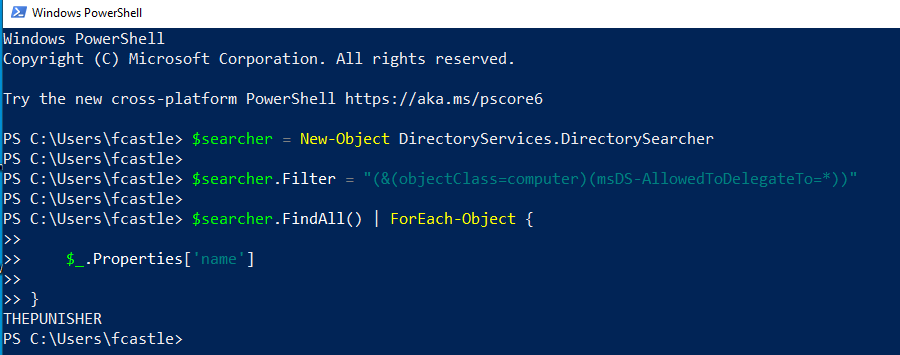 Windows PowerShell
Windows PowerShell
Copyright (C) Microsoft Corporation. All rights reserved.
Try the new cross-platform PowerShell https://aka.ms/pscore6
PS C:\Users\fcastle> $searcher = New-Object DirectoryServices.DirectorySearcher
PS C:\Users\fcastle>
PS C:\Users\fcastle> $searcher.Filter = "(&(objectClass=computer)(msDS-AllowedToDelegateTo=*))"
PS C:\Users\fcastle>
PS C:\Users\fcastle> $searcher.FindAll() | ForEach-Object {
>>
>>     $_.Properties['name']
>>
>> }
THEPUNISHER
PS C:\Users\fcastle>